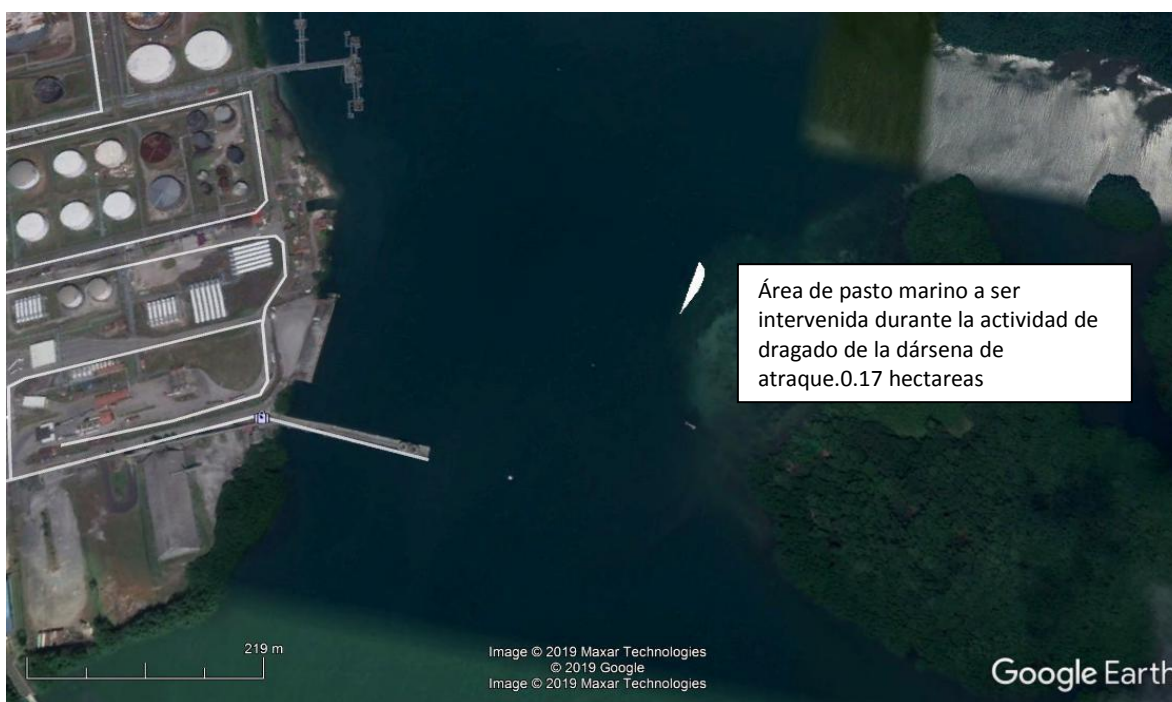 Área de pasto marino a ser
intervenida durante la actividad de
dragado de la dársena de
atraque.0.17 hectareas
219 m
Image © 2019 Maxar Technologies
© 2019 Google
Image © 2019 Maxar Technologies
Google Earth